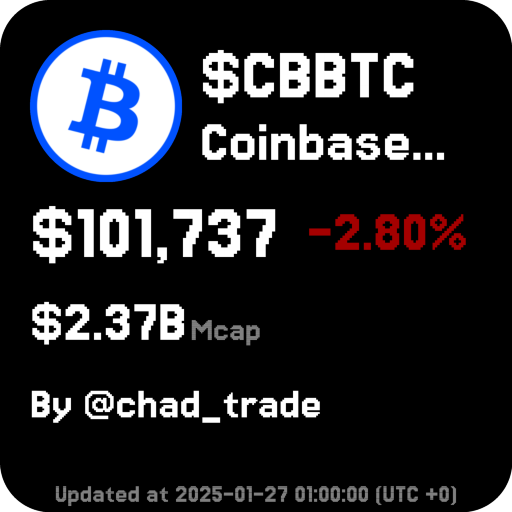 $CBBTC
Coinbase...
$101,737 -2.80%
$2.37B Mcap
By @chad_trade
Updated at 2025-01-27 01:00:00 (UTC +0)